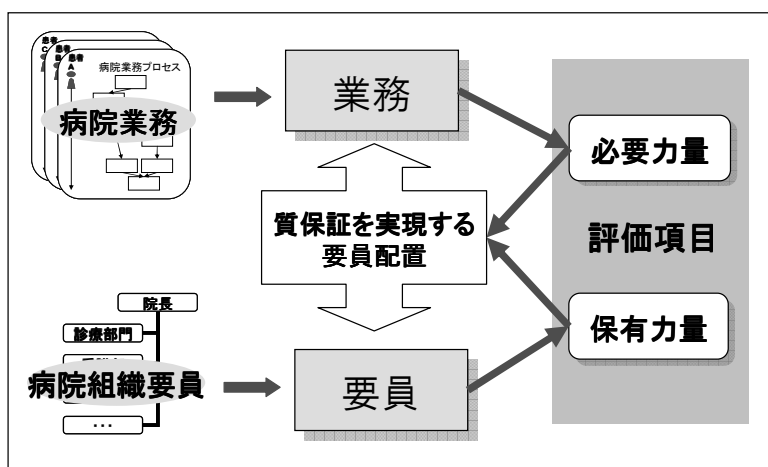 患者
C
患者
B
患者
A
病院業務プロセス
病院業務
業務
必要力量
質保証を実現する
要員配置
評価項目
院長
診療部門
保有力量
病院組織要員
要員
・・・